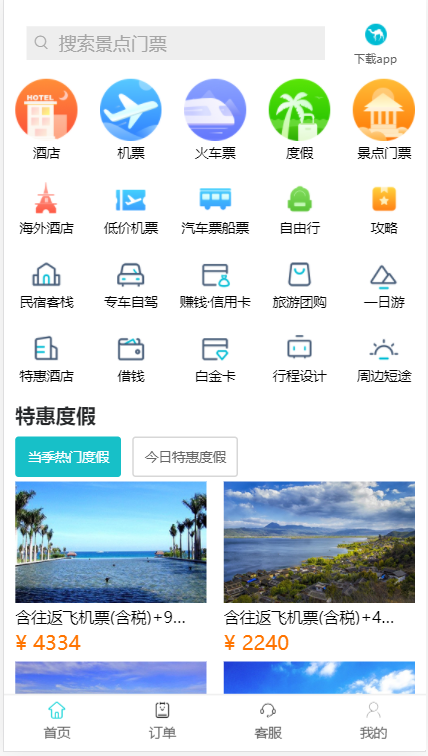 搜索景点门票
下载app
HOTEL
酒店 机票 火车票 度假 景点门票
海外酒店 低价机票 汽车票船票 自由行 攻略
民宿客栈 专车自驾 赚钱·信用卡 旅游团购 一日游
特惠酒店 借钱 白金卡 行程设计 周边短途
特惠度假
当季热门度假 今日特惠度假
含往返飞机票(含税)+9... 含往返飞机票(含税)+4...
¥ 4334 ¥ 2240
首页 订单 客服 我的